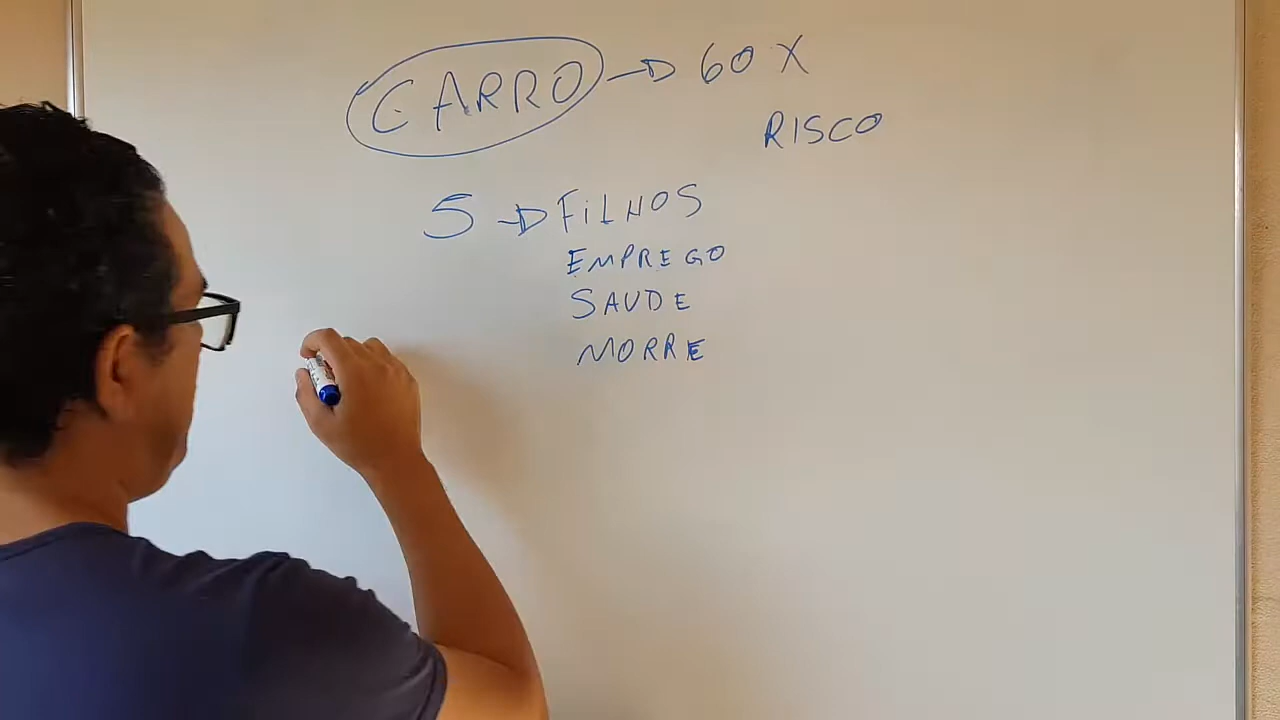 CARRO → 60 X
RISCO
5 → FILHOS
EMPREGO
SAUDE
MORRE